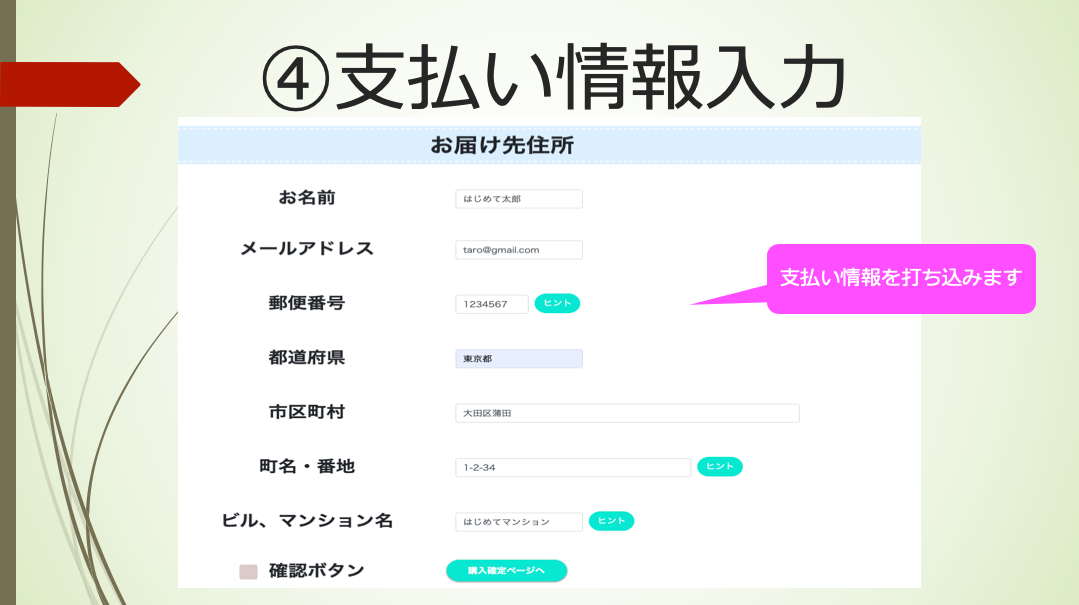 ④支払い情報入力
お届け先住所
お名前 はじめて太郎
メールアドレス taro@gmail.com
支払い情報を打ち込みます
郵便番号 1234567 ヒント
都道府県 東京都
市区町村 大田区蒲田
町名・番地 1-2-34 ヒント
ビル、マンション名 はじめてマンション ヒント
確認ボタン 購入確定ページへ